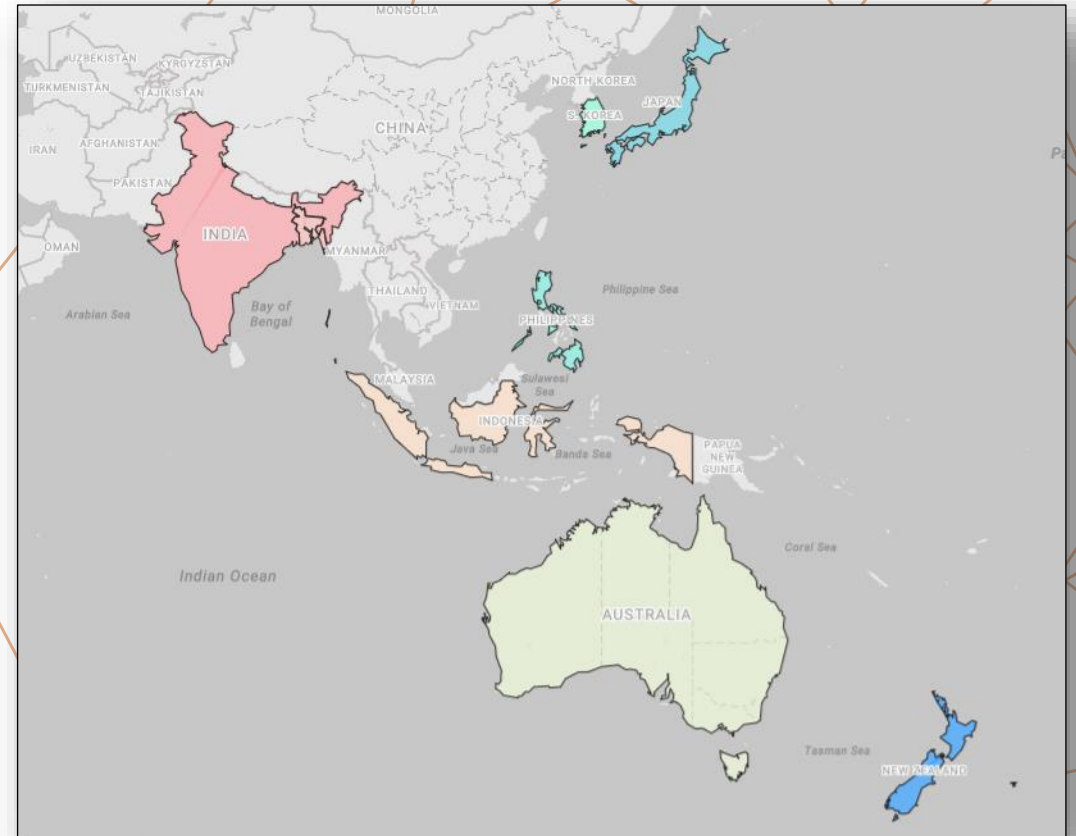 MONGOLIA
UZBEKISTAN
KYRGYZSTAN
TURKMENISTAN
TAJIKISTAN
NORTH KOREA
JAPAN
S. KOREA
CHINA
IRAN
AFGHANISTAN
PAKISTAN
INDIA
OMAN
MYANMAR
THAILAND
VIETNAM
Philippine Sea
Arabian Sea
Bay of
Bengal
PHILIPPINES
MALAYSIA
Sulawesi
Sea
INDONESIA
Java Sea
Banda Sea
PAPUA
NEW
GUINEA
Coral Sea
Indian Ocean
AUSTRALIA
Tasman Sea
NEW ZEALAND